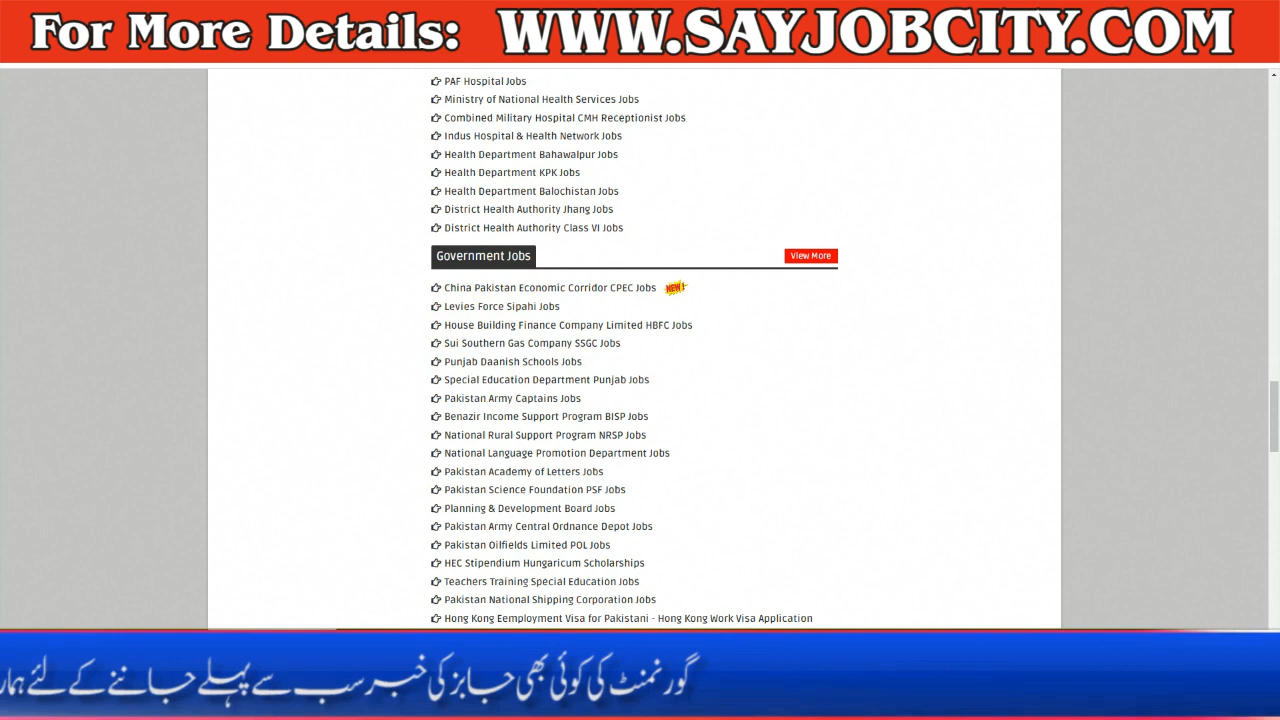 For More Details: WWW.SAYJOBCITY.COM
PAF Hospital Jobs
Ministry of National Health Services Jobs
Combined Military Hospital CMH Receptionist Jobs
Indus Hospital & Health Network Jobs
Health Department Bahawalpur Jobs
Health Department KPK Jobs
Health Department Balochistan Jobs
District Health Authority Jhang Jobs
District Health Authority Class VI Jobs
Government Jobs View More
China Pakistan Economic Corridor CPEC Jobs NEW!
Levies Force Sipahi Jobs
House Building Finance Company Limited HBFC Jobs
Sui Southern Gas Company SSGC Jobs
Punjab Daanish Schools Jobs
Special Education Department Punjab Jobs
Pakistan Army Captains Jobs
Benazir Income Support Program BISP Jobs
National Rural Support Program NRSP Jobs
National Language Promotion Department Jobs
Pakistan Academy of Letters Jobs
Pakistan Science Foundation PSF Jobs
Planning & Development Board Jobs
Pakistan Army Central Ordnance Depot Jobs
Pakistan Oilfields Limited POL Jobs
HEC Stipendium Hungaricum Scholarships
Teachers Training Special Education Jobs
Pakistan National Shipping Corporation Jobs
Hong Kong Eemployment Visa for Pakistani - Hong Kong Work Visa Application
گورنمنٹ کی کوئی بھی جابز کی خبر سب سے پہلے جاننے کے لئے ہمار